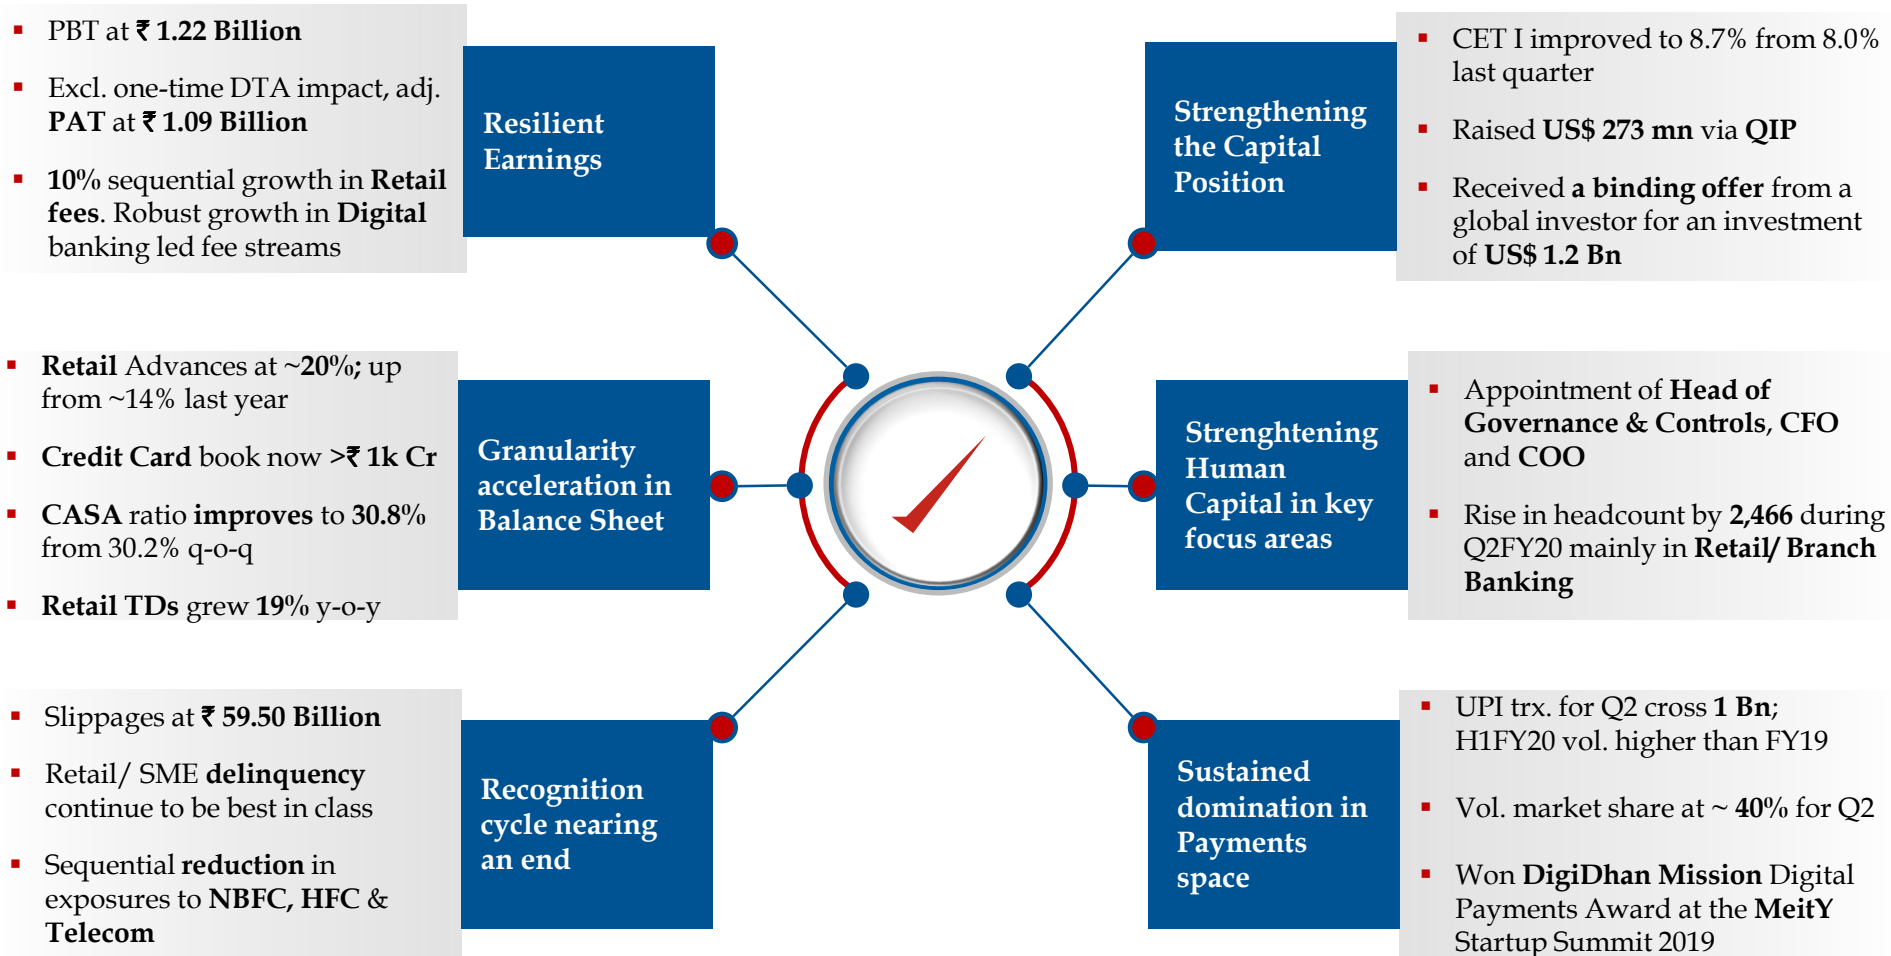 PBT at ₹ 1.22 Billion
Excl. one-time DTA impact, adj.
PAT at ₹ 1.09 Billion
10% sequential growth in Retail
fees. Robust growth in Digital
banking led fee streams
Resilient
Earnings
Retail Advances at ~20%; up
from ~14% last year
Credit Card book now >₹ 1k Cr
CASA ratio improves to 30.8%
from 30.2% q-o-q
Retail TDs grew 19% y-o-y
Granularity
acceleration in
Balance Sheet
Slippages at ₹ 59.50 Billion
Retail/ SME delinquency
continue to be best in class
Sequential reduction in
exposures to NBFC, HFC &
Telecom
Recognition
cycle nearing
an end
Strengthening
the Capital
Position
CET I improved to 8.7% from 8.0%
last quarter
Raised US$ 273 mn via QIP
Received a binding offer from a
global investor for an investment
of US$ 1.2 Bn
Strenghtening
Human
Capital in key
focus areas
Appointment of Head of
Governance & Controls, CFO
and COO
Rise in headcount by 2,466 during
Q2FY20 mainly in Retail/ Branch
Banking
Sustained
domination in
Payments
space
UPI trx. for Q2 cross 1 Bn;
H1FY20 vol. higher than FY19
Vol. market share at ~ 40% for Q2
Won DigiDhan Mission Digital
Payments Award at the MeitY
Startup Summit 2019